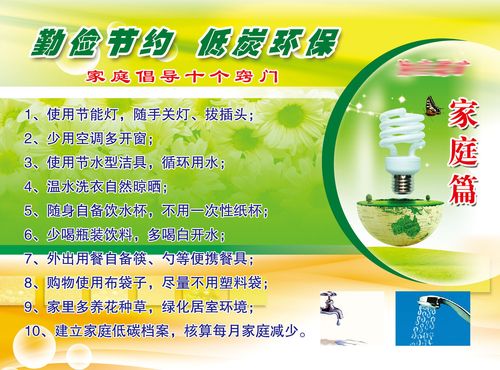 勤俭节约 低炭环保
家庭倡导十个窍门
1、使用节能灯，随手关灯、拔插头；
2、少用空调多开窗；
3、使用节水型洁具，循环用水；
4、温水洗衣自然晾晒；
5、随身自备饮水杯，不用一次性纸杯；
6、少喝瓶装饮料，多喝白开水；
7、外出用餐自备筷、勺等便携餐具；
8、购物使用布袋子，尽量不用塑料袋；
9、家里多养花种草，绿化居室环境；
10、建立家庭低碳档案，核算每月家庭减少。
家庭篇